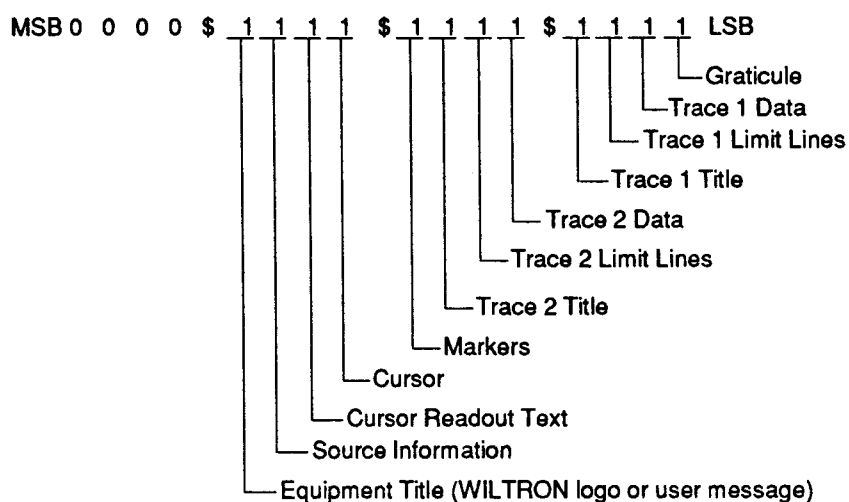 MSB 0 0 0 0 $ 1 1 1 1 $ 1 1 1 1 $ 1 1 1 1 LSB
Graticule
Trace 1 Data
Trace 1 Limit Lines
Trace 1 Title
Trace 2 Data
Trace 2 Limit Lines
Trace 2 Title
Markers
Cursor
Cursor Readout Text
Source Information
Equipment Title (WILTRON logo or user message)